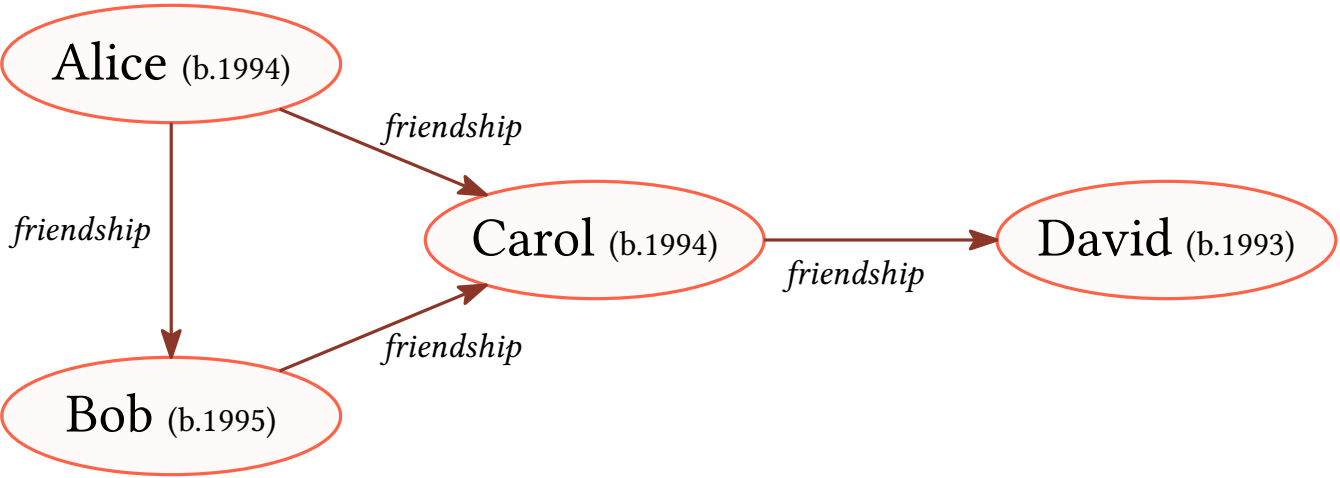 Alice (b.1994)
friendship
friendship
Carol (b.1994)
David (b.1993)
friendship
friendship
Bob (b.1995)